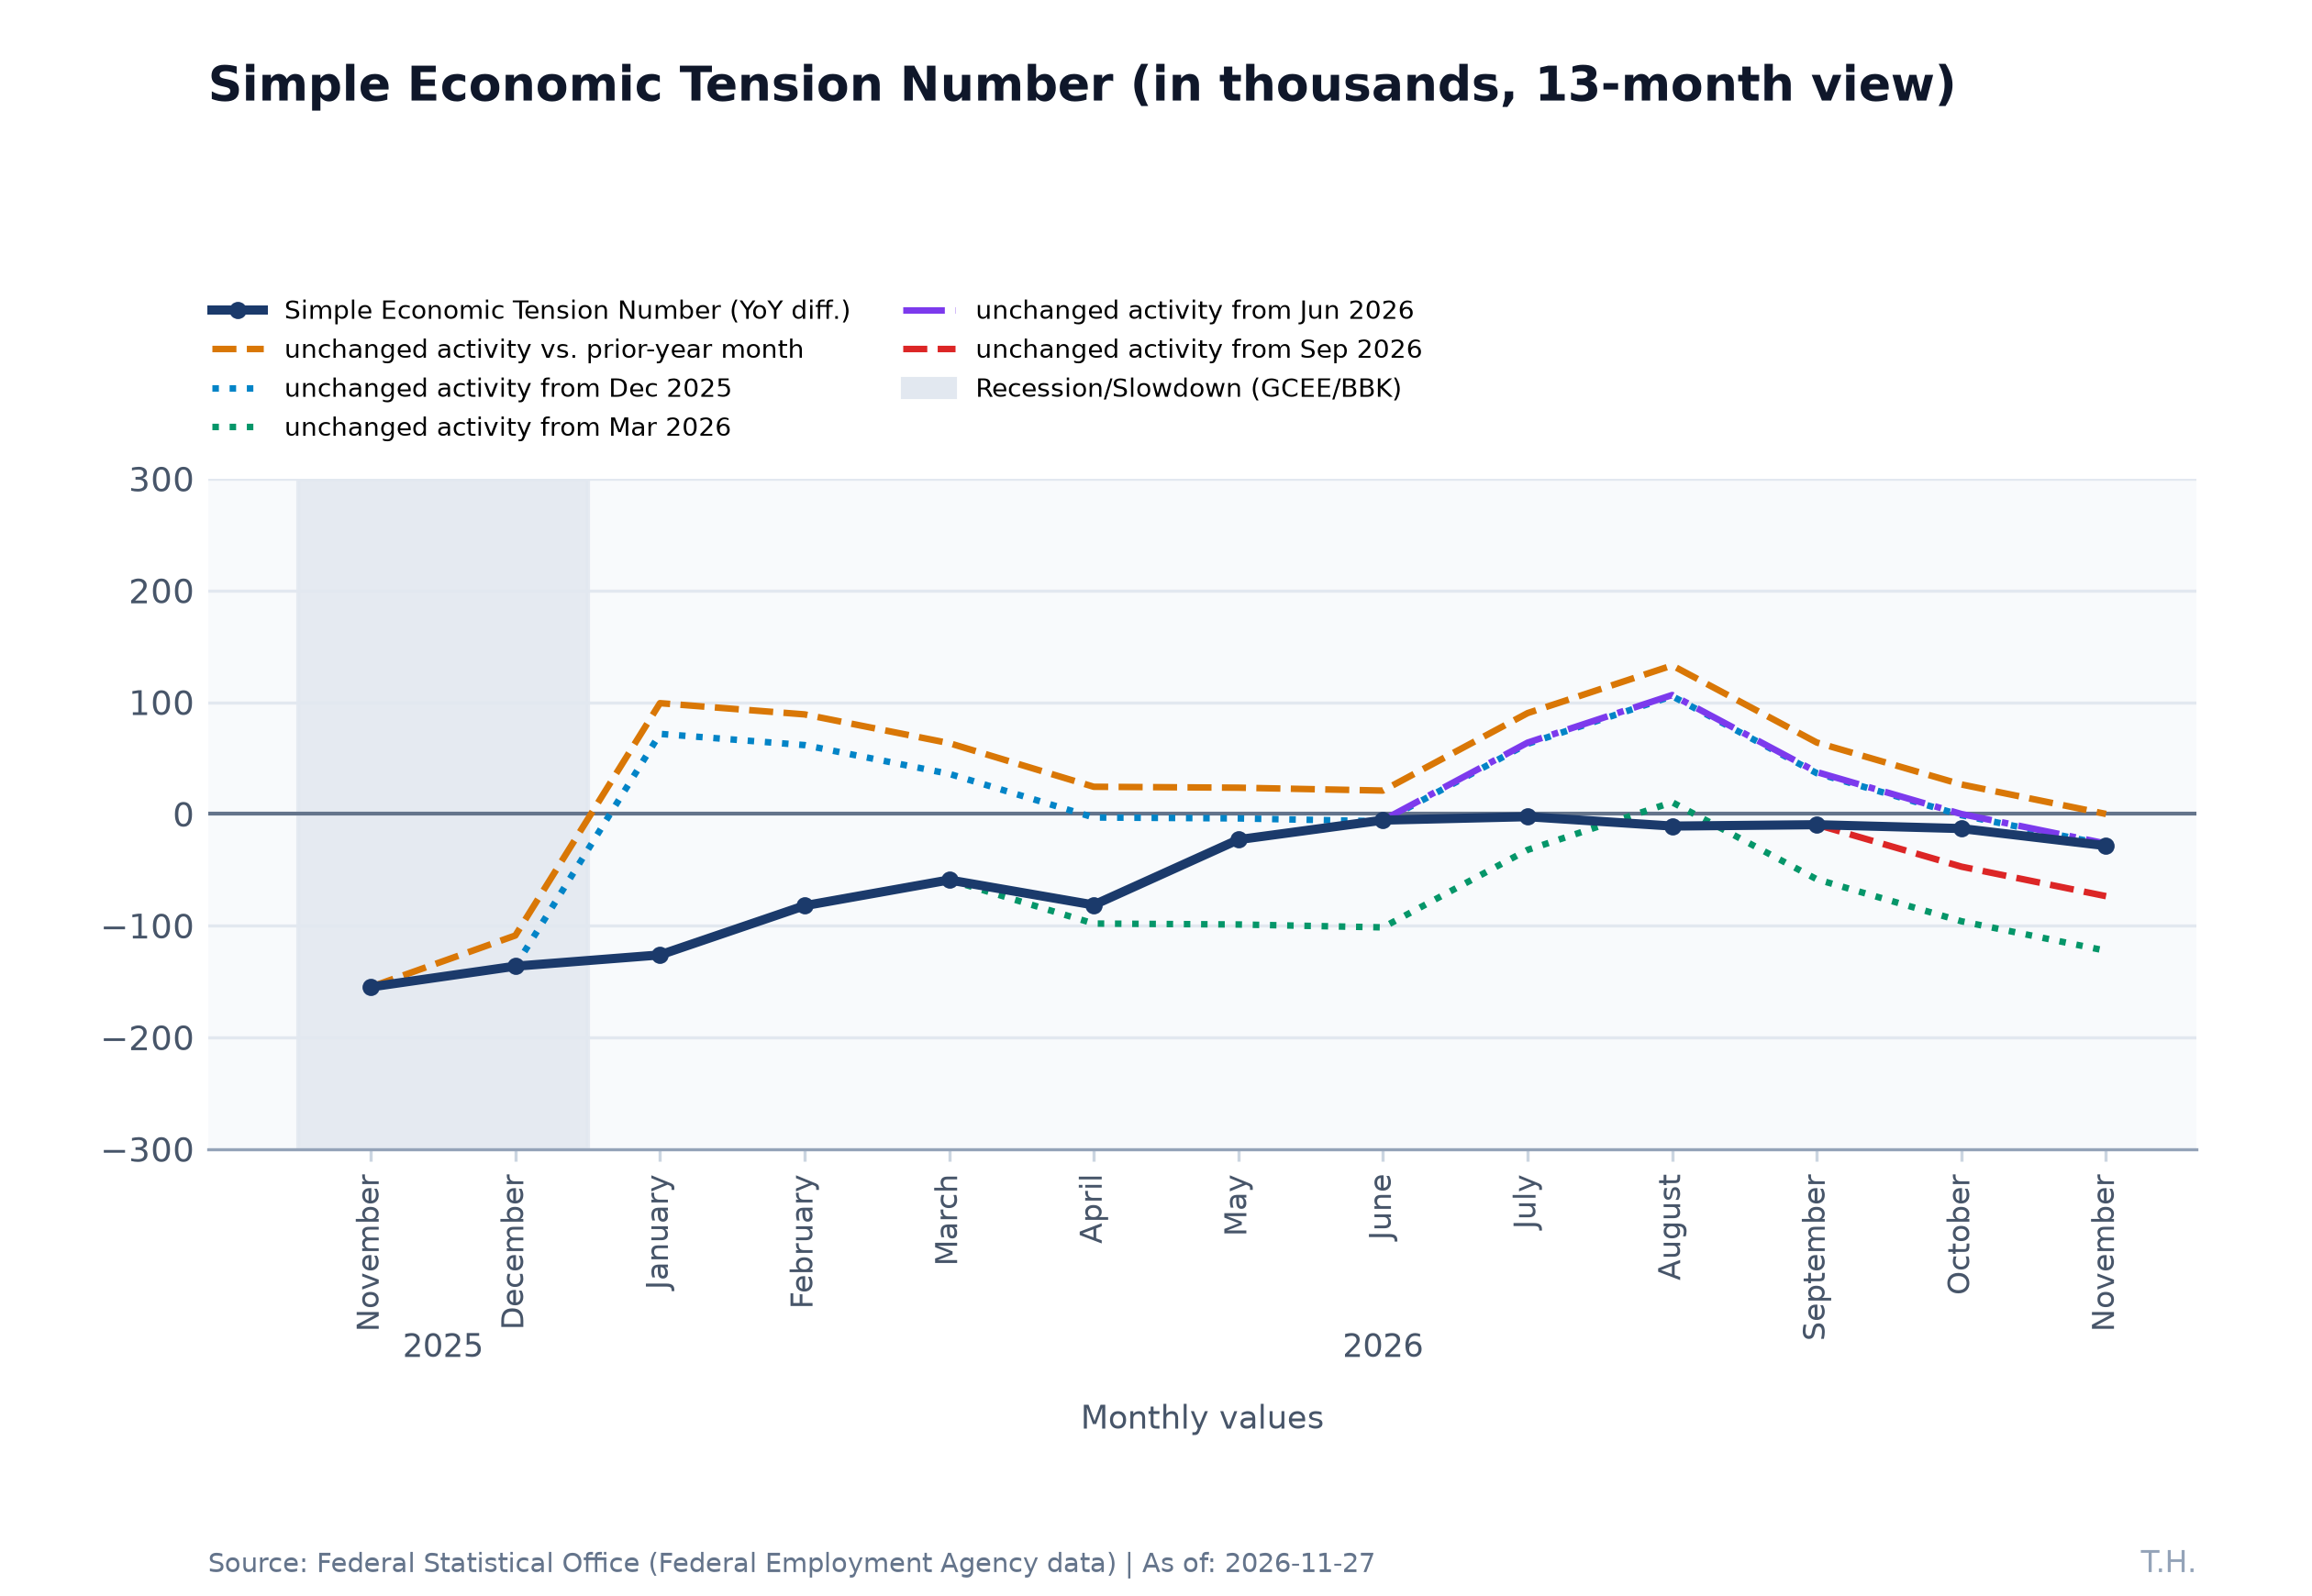 Simple Economic Tension Number (in thousands, 13-month view)
Simple Economic Tension Number (YoY diff.)
unchanged activity vs. prior-year month
unchanged activity from Dec 2025
unchanged activity from Mar 2026
unchanged activity from Jun 2026
unchanged activity from Sep 2026
Recession/Slowdown (GCEE/BBK)
300
200
100
0
−100
−200
−300
November
December
January
February
March
April
May
June
July
August
September
October
November
2025
2026
Monthly values
Source: Federal Statistical Office (Federal Employment Agency data) | As of: 2026-11-27
T.H.